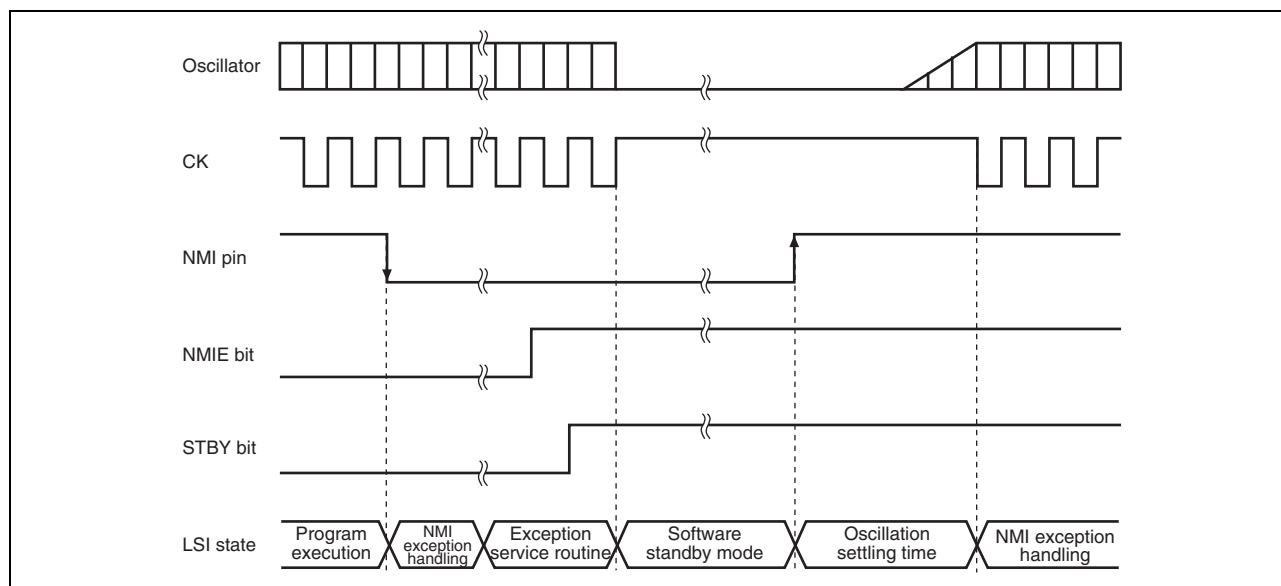 Oscillator
CK
NMI pin
NMIE bit
STBY bit
LSI state
Program
execution
NMI
exception
handling
Exception
service routine
Software
standby mode
Oscillation
settling time
NMI exception
handling